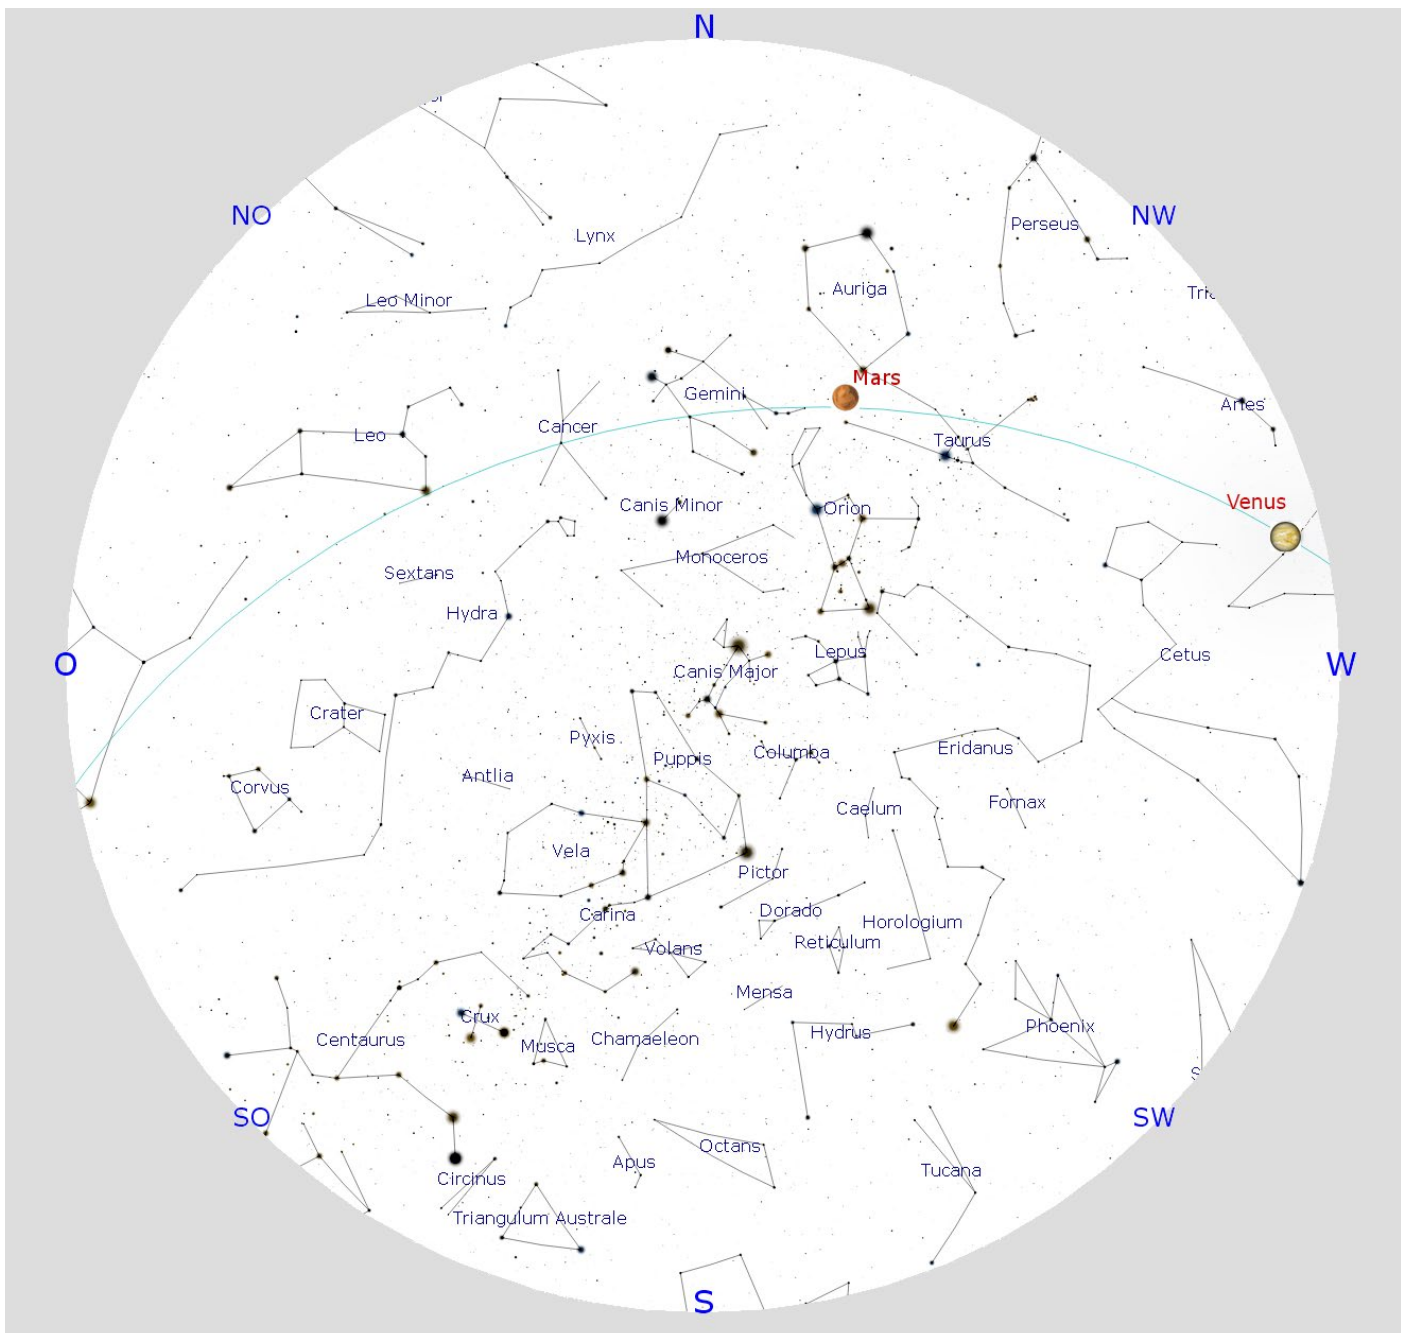 N
NO
NW
Perseus
Lynx
Auriga
Leo Minor
Mars
Gemini
Aries
Cancer
Leo
Taurus
Venus
Canis Minor
Orion
Monoceros
Sextans
Hydra
O
Lepus
Cetus
W
Canis Major
Crater
Pyxis
Puppis
Columba
Eridanus
Antlia
Corvus
Caelum
Fornax
Vela
Pictor
Carina
Dorado
Horologium
Volans
Reticulum
Mensa
Crux
Centaurus
Musca
Chamaeleon
Hydrus
Phoenix
SO
SW
Octans
Apus
Circinus
Tucana
Triangulum Australe
S